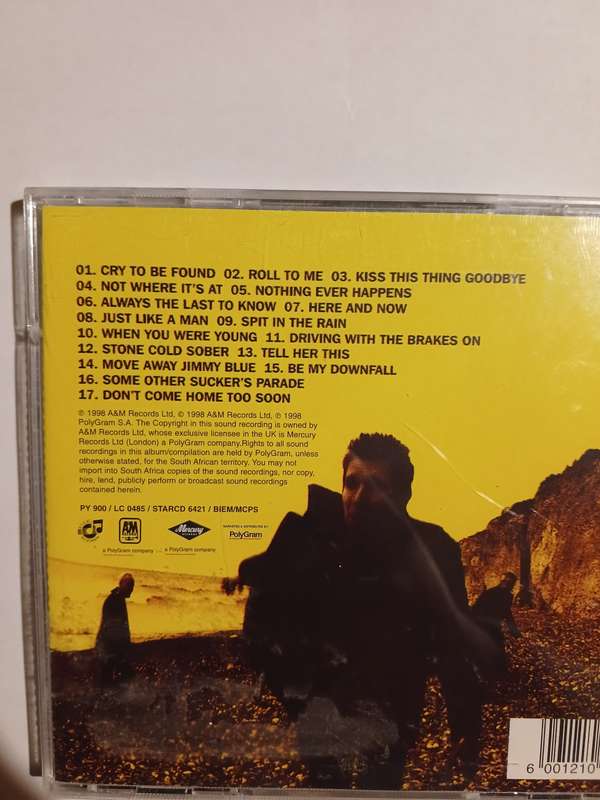 01. CRY TO BE FOUND 02. ROLL TO ME 03. KISS THIS THING GOODBYE
04. NOT WHERE IT'S AT 05. NOTHING EVER HAPPENS
06. ALWAYS THE LAST TO KNOW 07. HERE AND NOW
08. JUST LIKE A MAN 09. SPIT IN THE RAIN
10. WHEN YOU WERE YOUNG 11. DRIVING WITH THE BRAKES ON
12. STONE COLD SOBER 13. TELL HER THIS
14. MOVE AWAY JIMMY BLUE 15. BE MY DOWNFALL
16. SOME OTHER SUCKER'S PARADE
17. DON'T COME HOME TOO SOON
℗ 1998 A&M Records Ltd, © 1998 A&M Records Ltd, ℗ 1998
PolyGram S.A. The Copyright in this sound recording is owned by
A&M Records Ltd, whose exclusive licensee in the UK is Mercury
Records Ltd (London) a PolyGram company.Rights to all sound
recordings in this album/compilation are held by PolyGram, unless
otherwise stated, for the South African territory. You may not
import into South Africa copies of the sound recordings, nor copy,
hire, lend, publicly perform or broadcast sound recordings
contained herein.
PY 900 / LC 0485 / STARCD 6421 / BIEM/MCPS
A&M RECORDS
a PolyGram company
Mercury RECORDS
a PolyGram company
MARKETED & DISTRIBUTED BY
PolyGram
6 001210